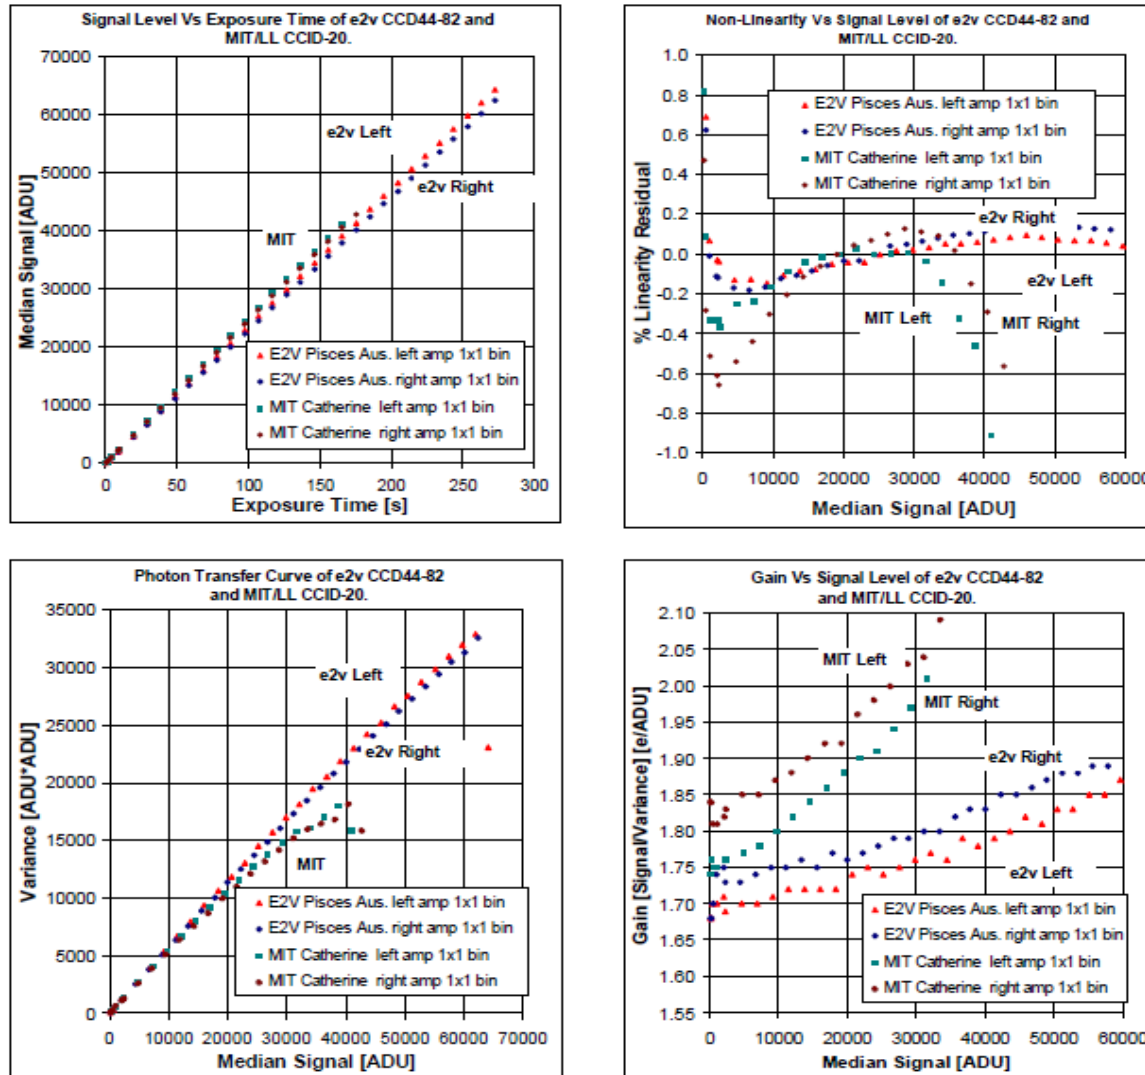 Signal Level Vs Exposure Time of e2v CCD44-82 and
MIT/LL CCID-20.
70000
60000
50000
40000
30000
20000
10000
0
Median Signal [ADU]
e2v Left
e2v Right
MIT
E2V Pisces Aus. left amp 1x1 bin
E2V Pisces Aus. right amp 1x1 bin
MIT Catherine left amp 1x1 bin
MIT Catherine right amp 1x1 bin
0 50 100 150 200 250 300
Exposure Time [s]
Non-Linearity Vs Signal Level of e2v CCD44-82 and
MIT/LL CCID-20.
1.0
0.8
0.6
0.4
0.2
0.0
-0.2
-0.4
-0.6
-0.8
-1.0
% Linearity Residual
E2V Pisces Aus. left amp 1x1 bin
E2V Pisces Aus. right amp 1x1 bin
MIT Catherine left amp 1x1 bin
MIT Catherine right amp 1x1 bin
e2v Right
e2v Left
MIT Left
MIT Right
0 10000 20000 30000 40000 50000 60000
Median Signal [ADU]
Photon Transfer Curve of e2v CCD44-82
and MIT/LL CCID-20.
35000
30000
25000
20000
15000
10000
5000
0
Variance [ADU*ADU]
e2v Left
e2v Right
MIT
E2V Pisces Aus. left amp 1x1 bin
E2V Pisces Aus. right amp 1x1 bin
MIT Catherine left amp 1x1 bin
MIT Catherine right amp 1x1 bin
0 10000 20000 30000 40000 50000 60000 70000
Median Signal [ADU]
Gain Vs Signal Level of e2v CCD44-82
and MIT/LL CCID-20.
2.10
2.05
2.00
1.95
1.90
1.85
1.80
1.75
1.70
1.65
1.60
1.55
Gain [Signal/Variance] [e/ADU]
MIT Left
MIT Right
e2v Right
e2v Left
E2V Pisces Aus. left amp 1x1 bin
E2V Pisces Aus. right amp 1x1 bin
MIT Catherine left amp 1x1 bin
MIT Catherine right amp 1x1 bin
0 10000 20000 30000 40000 50000 60000
Median Signal [ADU]